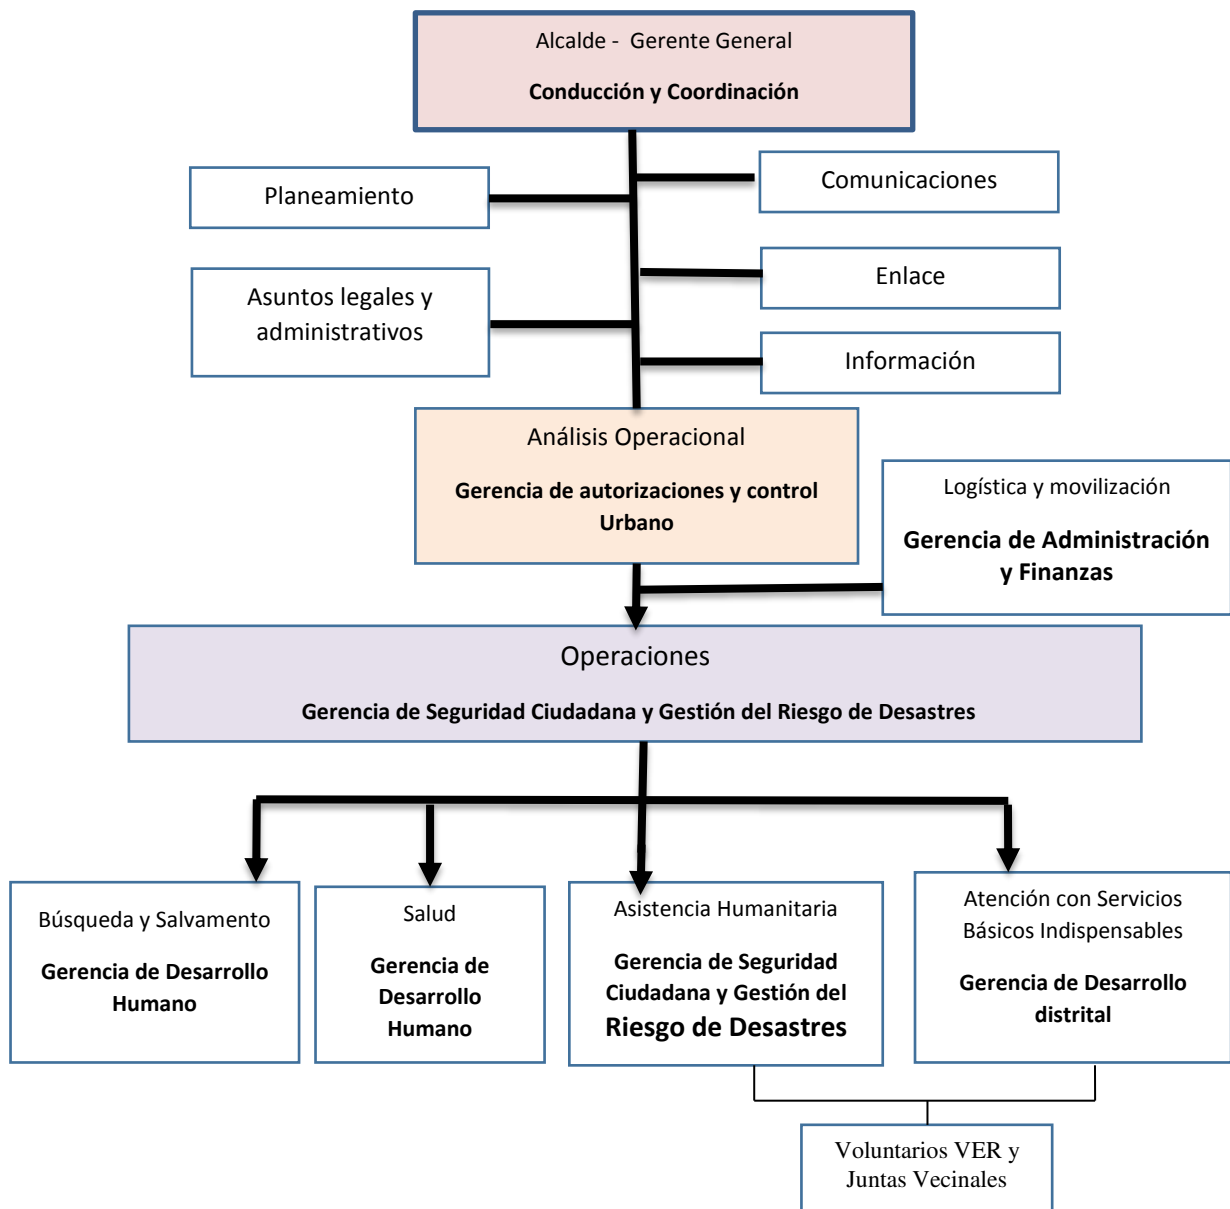 Alcalde - Gerente General
Conducción y Coordinación
Planeamiento
Comunicaciones
Asuntos legales y
administrativos
Enlace
Información
Análisis Operacional
Gerencia de autorizaciones y control
Urbano
Logística y movilización
Gerencia de Administración
y Finanzas
Operaciones
Gerencia de Seguridad Ciudadana y Gestión del Riesgo de Desastres
Búsqueda y Salvamento
Gerencia de Desarrollo
Humano
Salud
Gerencia de
Desarrollo
Humano
Asistencia Humanitaria
Gerencia de Seguridad
Ciudadana y Gestión del
Riesgo de Desastres
Atención con Servicios
Básicos Indispensables
Gerencia de Desarrollo
distrital
Voluntarios VER y
Juntas Vecinales